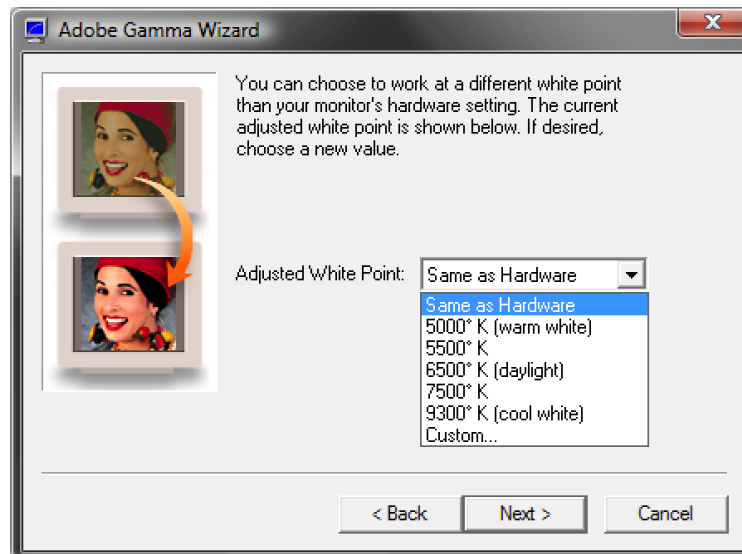 Adobe Gamma Wizard
You can choose to work at a different white point
than your monitor's hardware setting. The current
adjusted white point is shown below. If desired,
choose a new value.
Adjusted White Point: Same as Hardware
Same as Hardware
5000° K (warm white)
5500° K
6500° K (daylight)
7500° K
9300° K (cool white)
Custom...
< Back Next > Cancel